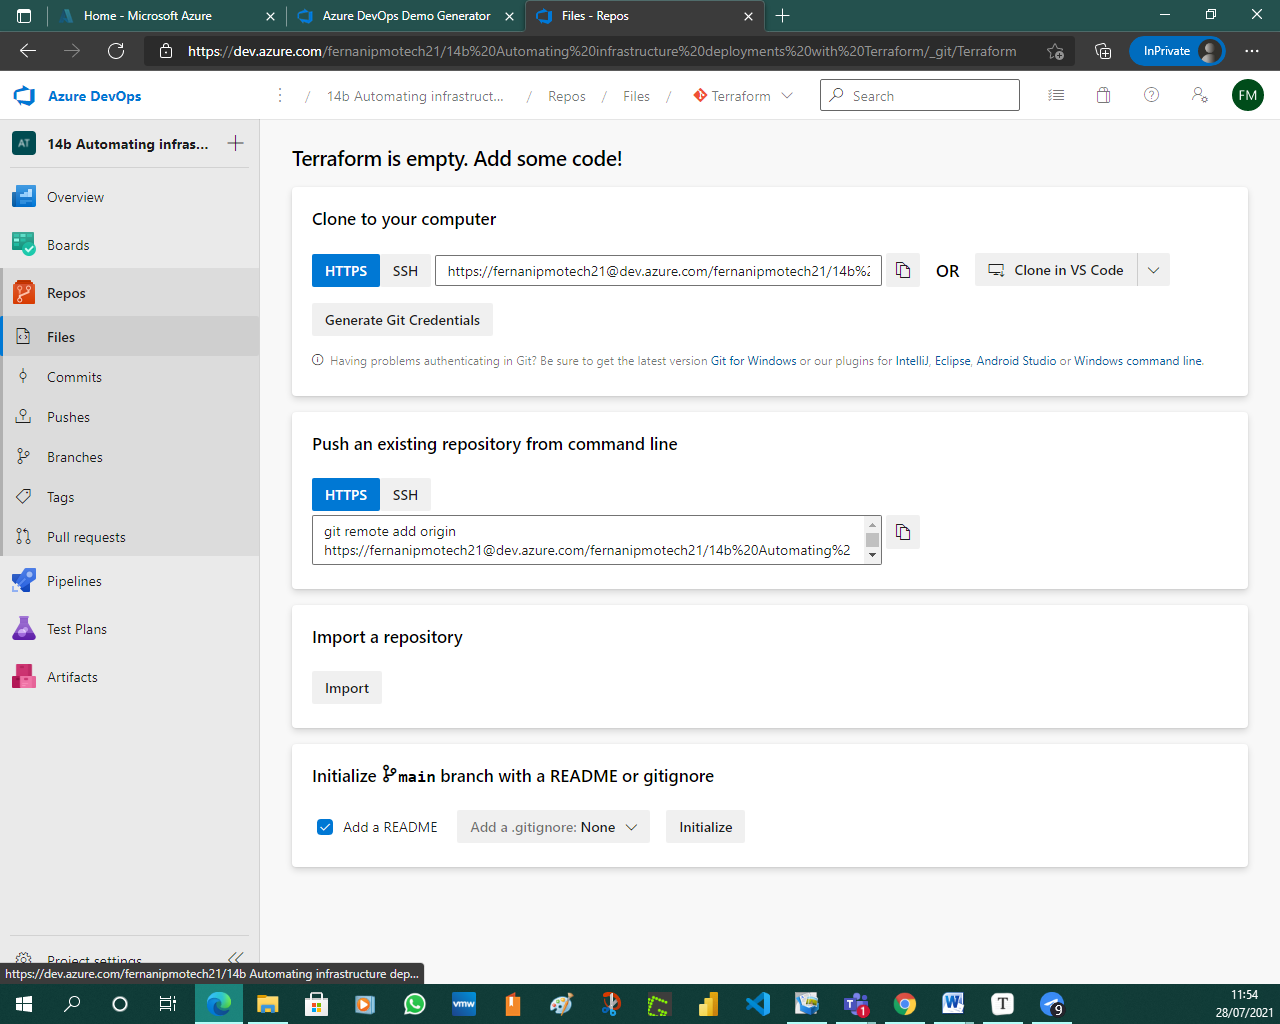 Home - Microsoft Azure
Azure DevOps Demo Generator
Files - Repos
https://dev.azure.com/fernanipmotech21/14b%20Automating%20infrastructure%20deployments%20with%20Terraform/_git/Terraform
InPrivate
Azure DevOps
/ 14b Automating infrastruct... / Repos / Files / Terraform
Search
FM
AT
14b Automating infras...
Overview
Boards
Repos
Files
Commits
Pushes
Branches
Tags
Pull requests
Pipelines
Test Plans
Artifacts
Project settings
https://dev.azure.com/fernanipmotech21/14b Automating infrastructure dep...
Terraform is empty. Add some code!
Clone to your computer
HTTPS SSH https://fernanipmotech21@dev.azure.com/fernanipmotech21/14b%2 OR Clone in VS Code
Generate Git Credentials
Having problems authenticating in Git? Be sure to get the latest version Git for Windows or our plugins for IntelliJ, Eclipse, Android Studio or Windows command line.
Push an existing repository from command line
HTTPS SSH
git remote add origin
https://fernanipmotech21@dev.azure.com/fernanipmotech21/14b%20Automating%2
Import a repository
Import
Initialize main branch with a README or gitignore
Add a README Add a .gitignore: None Initialize
vmw
1
W
T
9
11:54
28/07/2021